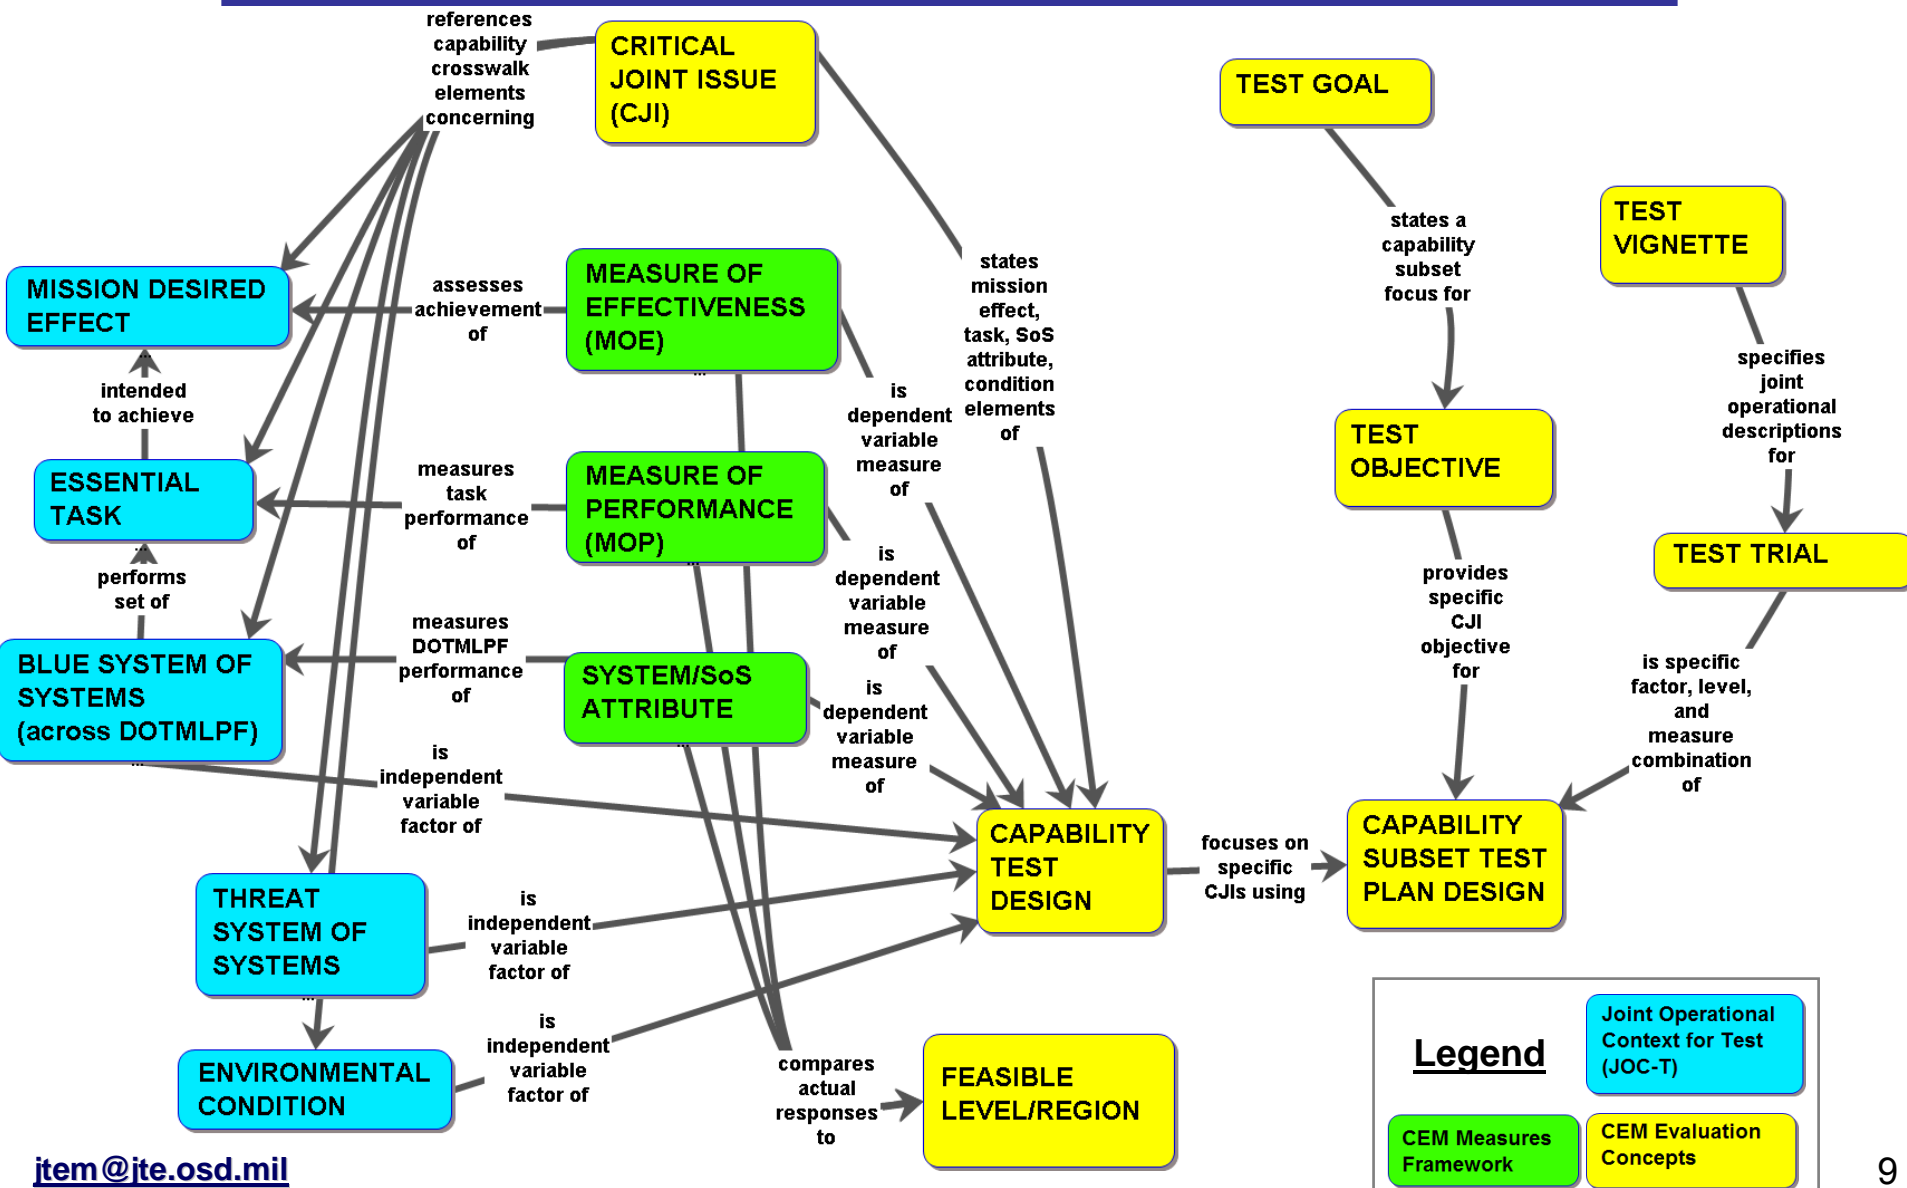 references
capability
crosswalk
elements
concerning
CRITICAL
JOINT ISSUE
(CJI)
TEST GOAL
TEST
VIGNETTE
states a
capability
subset
focus for
states
mission
effect,
task, SoS
attribute,
condition
elements
of
MISSION DESIRED
EFFECT
assesses
achievement
of
MEASURE OF
EFFECTIVENESS
(MOE)
...
...
specifies
joint
operational
descriptions
for
intended
to achieve
is
dependent
variable
measure
of
TEST
OBJECTIVE
ESSENTIAL
TASK
...
measures
task
performance
of
MEASURE OF
PERFORMANCE
(MOP)
...
is
dependent
variable
measure
of
TEST TRIAL
performs
set of
provides
specific
CJI
objective
for
BLUE SYSTEM OF
SYSTEMS
(across DOTMLPF)
...
measures
DOTMLPF
performance
of
SYSTEM/SoS
ATTRIBUTE
...
is
dependent
variable
measure
of
is specific
factor, level,
and
measure
combination
of
is
independent
variable
factor of
CAPABILITY
TEST
DESIGN
focuses on
specific
CJIs using
CAPABILITY
SUBSET TEST
PLAN DESIGN
THREAT
SYSTEM OF
SYSTEMS
...
is
independent
variable
factor of
ENVIRONMENTAL
CONDITION
is
independent
variable
factor of
compares
actual
responses
to
FEASIBLE
LEVEL/REGION
Legend
Joint Operational
Context for Test
(JOC-T)
CEM Measures
Framework
CEM Evaluation
Concepts
jtem@jte.osd.mil
9